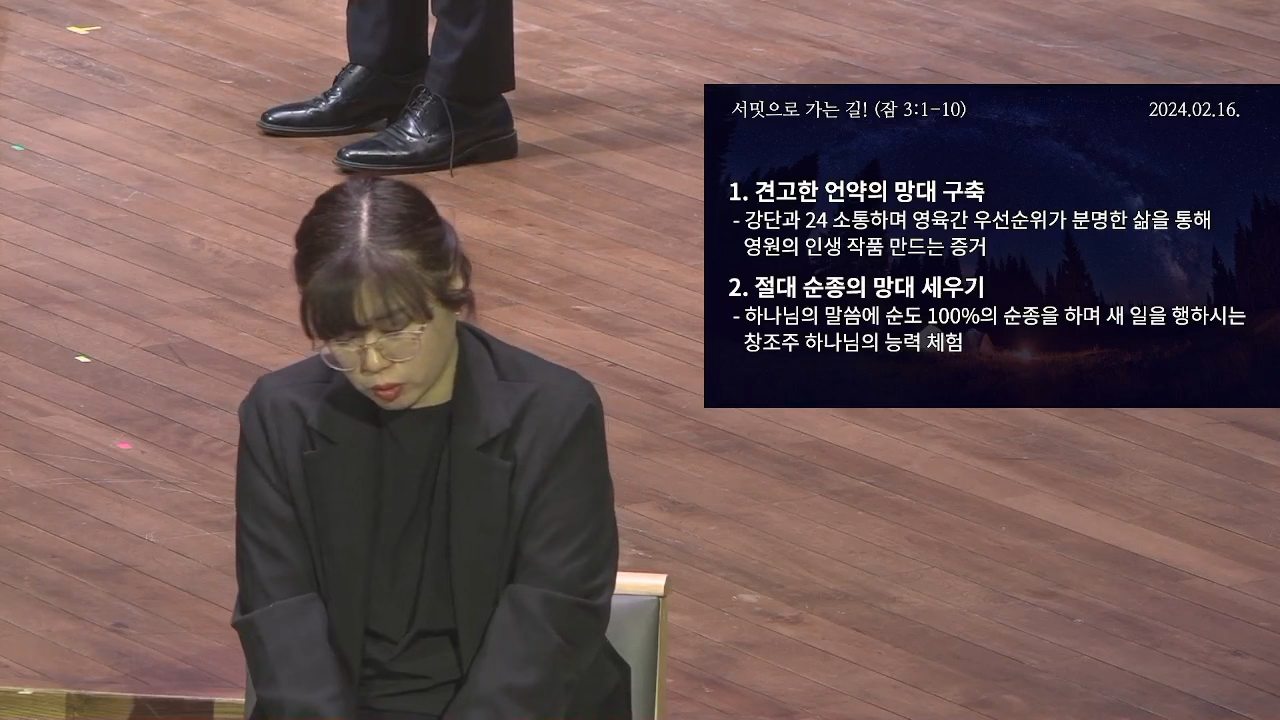 서밋으로 가는 길! (잠 3:1-10)
2024.02.16.
1. 견고한 언약의 망대 구축
- 강단과 24 소통하며 영육간 우선순위가 분명한 삶을 통해
영원의 인생 작품 만드는 증거
2. 절대 순종의 망대 세우기
- 하나님의 말씀에 순도 100%의 순종을 하며 새 일을 행하시는
창조주 하나님의 능력 체험